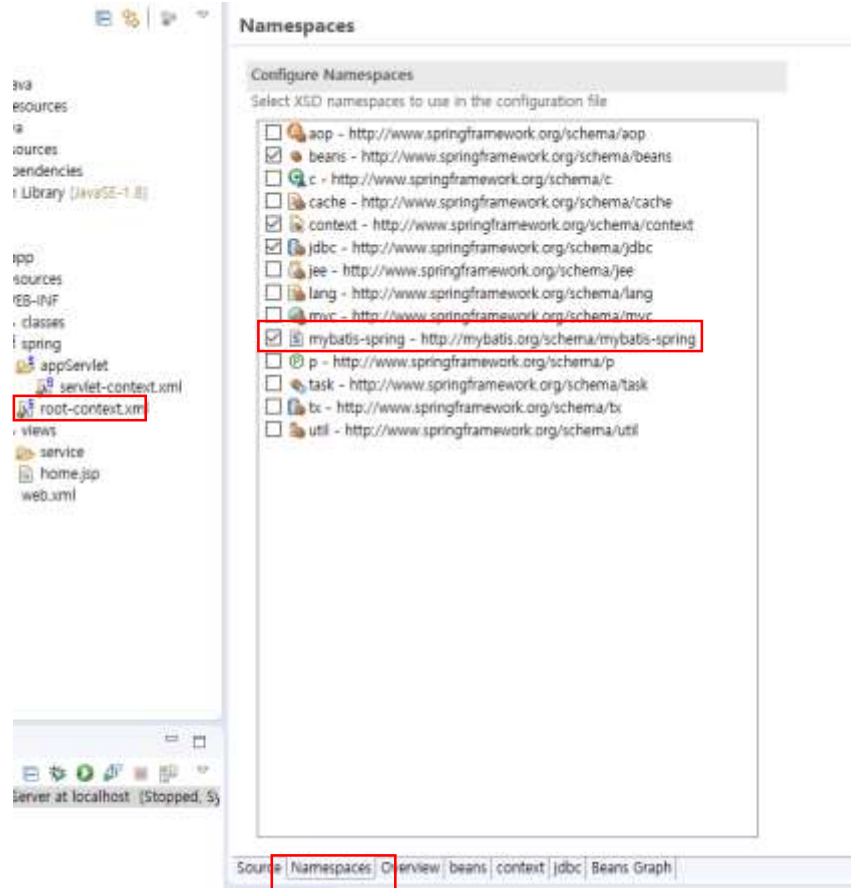 Namespaces
Configure Namespaces
Select XSD namespaces to use in the configuration file
aop - http://www.springframework.org/schema/aop
beans - http://www.springframework.org/schema/beans
c - http://www.springframework.org/schema/c
cache - http://www.springframework.org/schema/cache
context - http://www.springframework.org/schema/context
jdbc - http://www.springframework.org/schema/jdbc
jee - http://www.springframework.org/schema/jee
lang - http://www.springframework.org/schema/lang
mvc - http://www.springframework.org/schema/mvc
mybatis-spring - http://mybatis.org/schema/mybatis-spring
p - http://www.springframework.org/schema/p
task - http://www.springframework.org/schema/task
tx - http://www.springframework.org/schema/tx
util - http://www.springframework.org/schema/util
ava
esources
va
ources
pendencies
Library [JavaSE-1.8]
app
sources
EB-INF
classes
spring
appServlet
servlet-context.xml
root-context.xml
views
service
home.jsp
web.xml
Server at localhost [Stopped, Sy
Source Namespaces Overview beans context jdbc Beans Graph